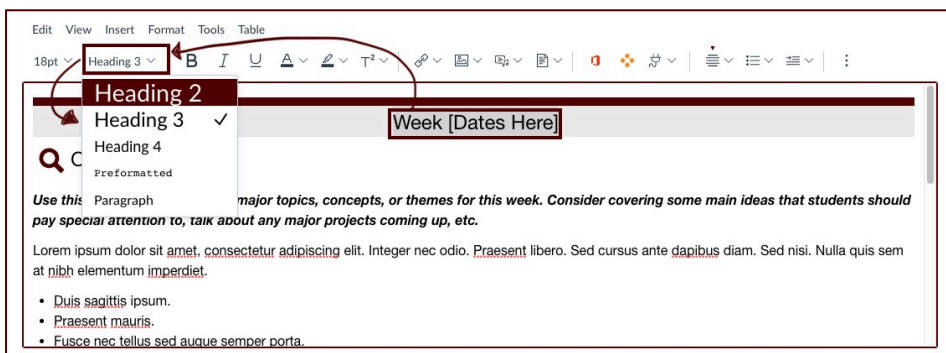 Edit View Insert Format Tools Table
18pt Heading 3 B I U A T²
Heading 2
Heading 3
Week [Dates Here]
Heading 4
Preformatted
Paragraph
Use this major topics, concepts, or themes for this week. Consider covering some main ideas that students should
pay special attention to, talk about any major projects coming up, etc.
Lorem ipsum dolor sit amet, consectetur adipiscing elit. Integer nec odio. Praesent libero. Sed cursus ante dapibus diam. Sed nisi. Nulla quis sem
at nibh elementum imperdiet.
• Duis sagittis ipsum.
• Praesent mauris.
• Fusce nec tellus sed augue semper porta.